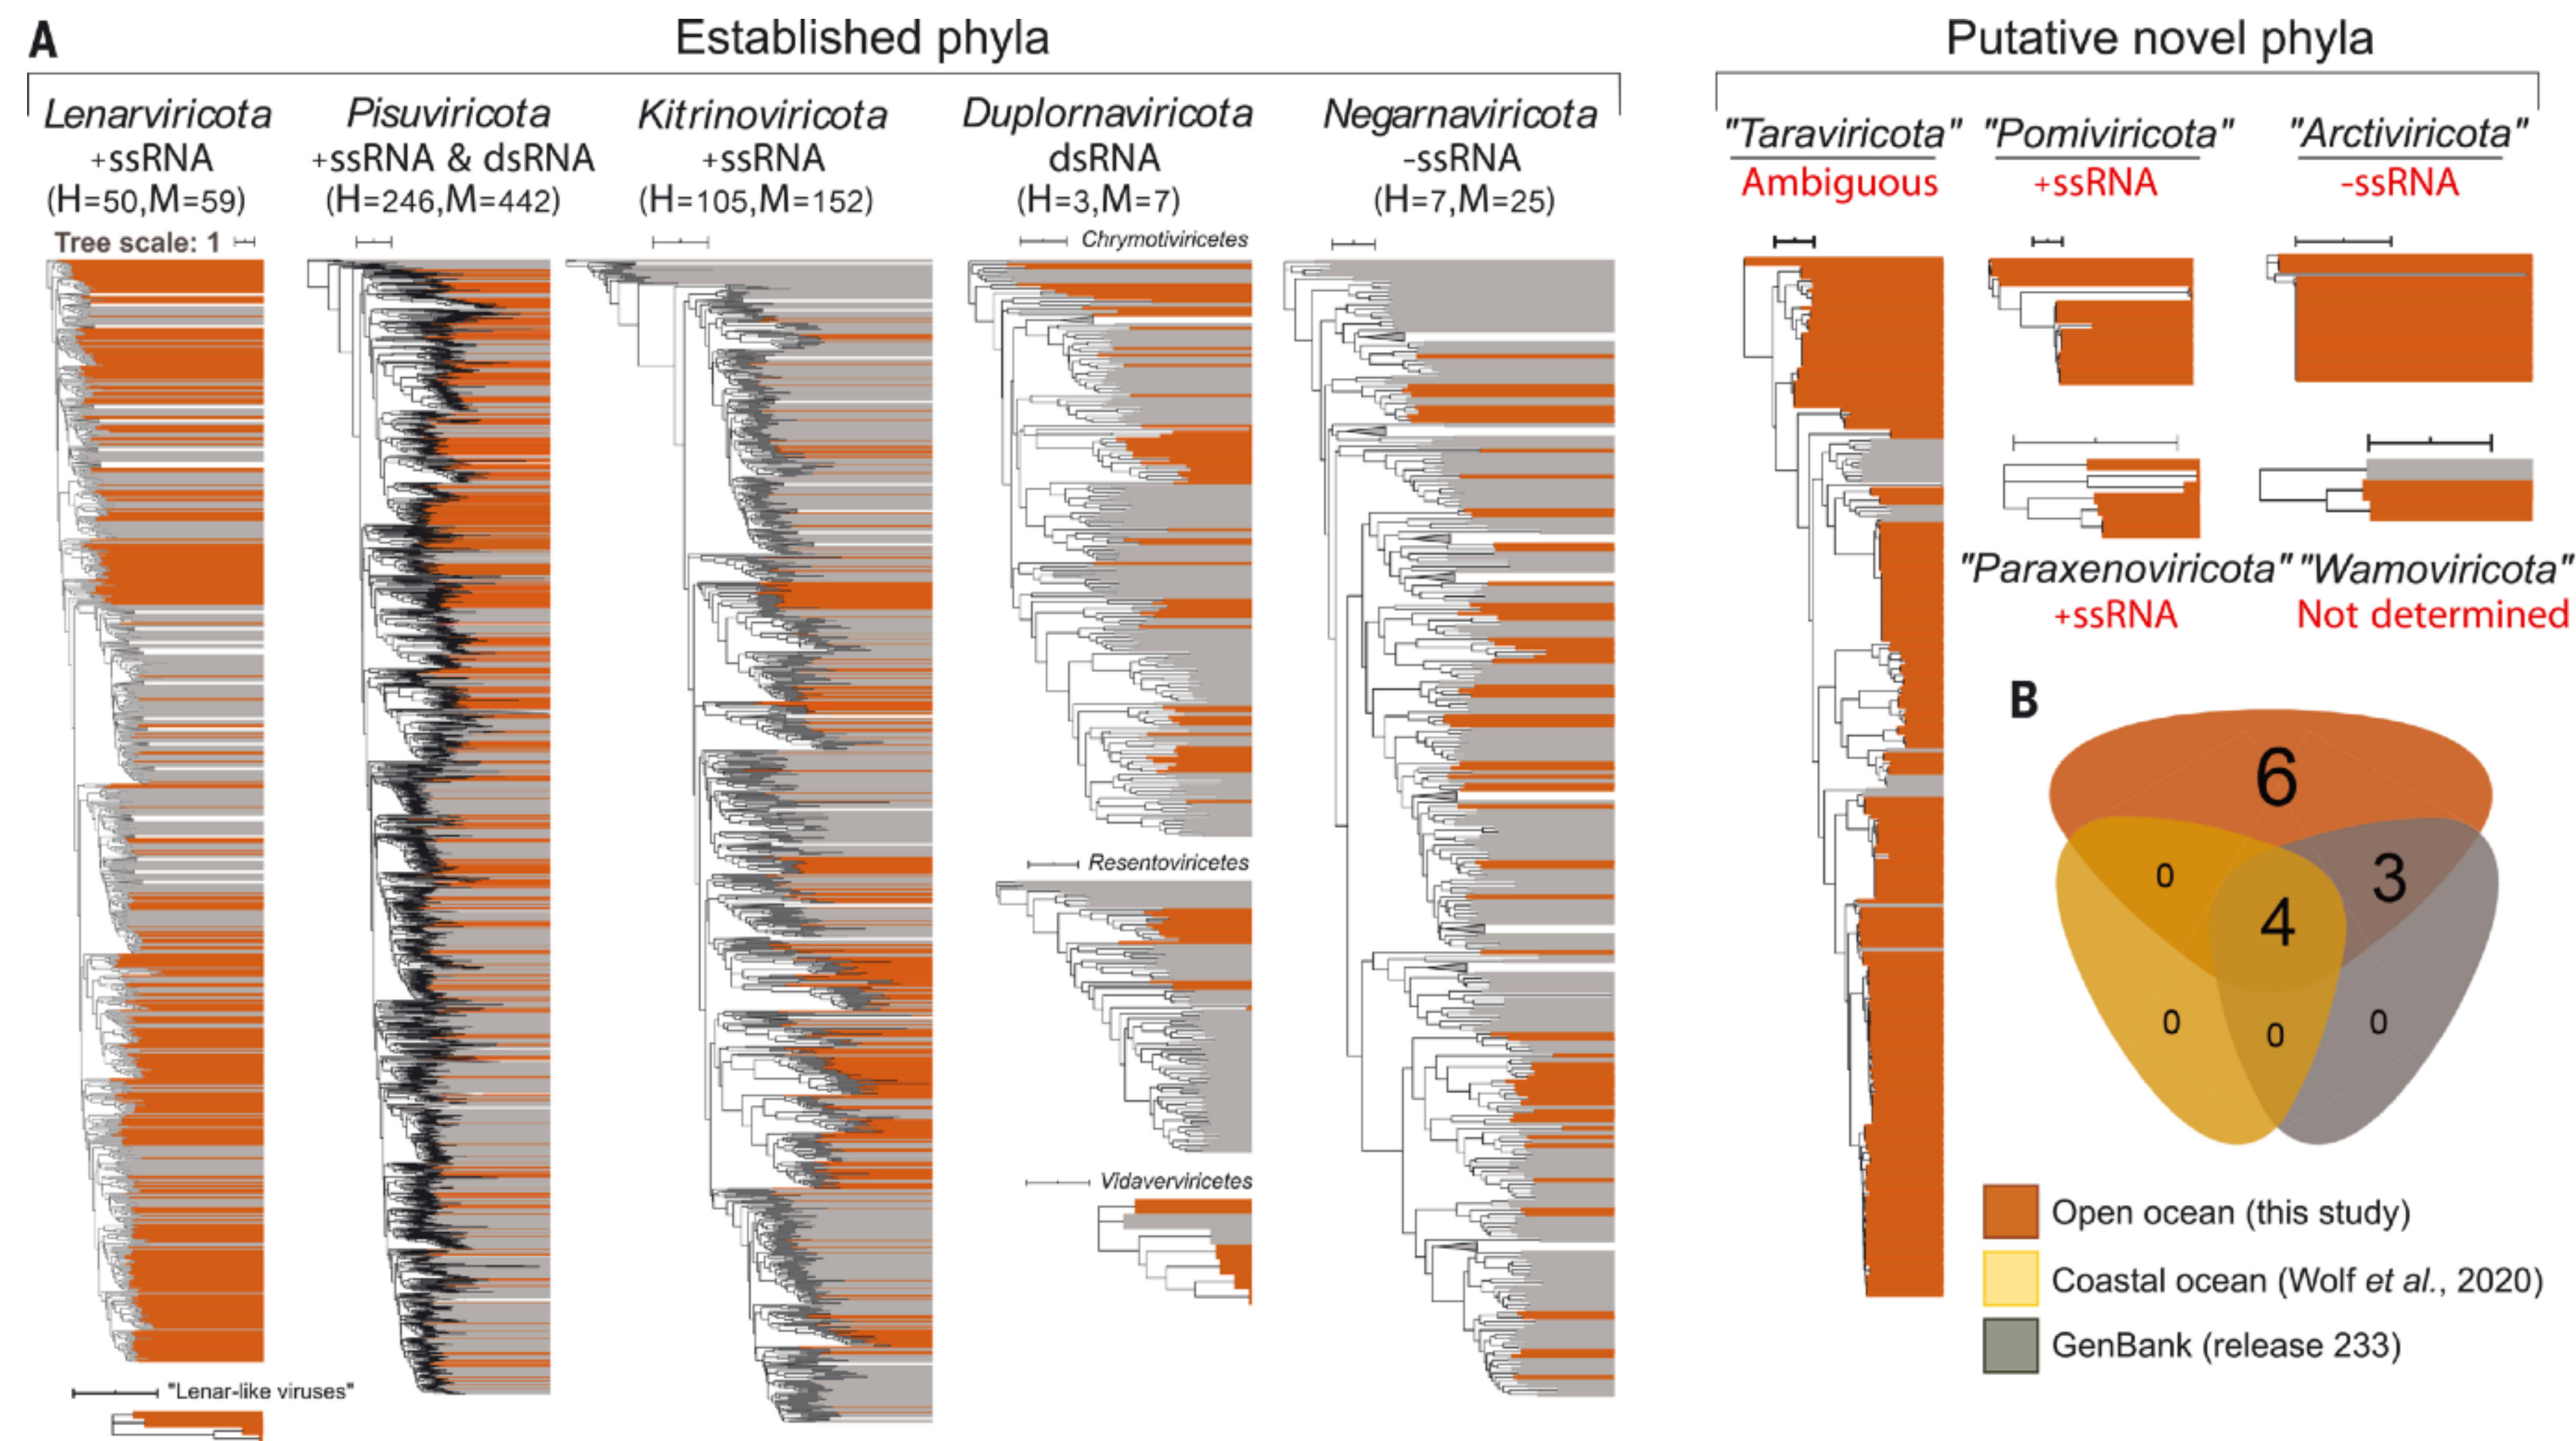 A
Established phyla
Putative novel phyla
Lenarviricota
+ssRNA
(H=50,M=59)
Tree scale: 1
Pisuviricota
+ssRNA & dsRNA
(H=246,M=442)
Kitrinoviricota
+ssRNA
(H=105,M=152)
Duplornaviricota
dsRNA
(H=3,M=7)
Chrymotiviricetes
Resentoviricetes
Vidaverviricetes
Negarnaviricota
-ssRNA
(H=7,M=25)
"Lenar-like viruses"
"Taraviricota"
Ambiguous
"Pomiviricota"
+ssRNA
"Arctiviricota"
-ssRNA
"Paraxenoviricota"
+ssRNA
"Wamoviricota"
Not determined
B
6
0
3
4
0
0
0
Open ocean (this study)
Coastal ocean (Wolf et al., 2020)
GenBank (release 233)